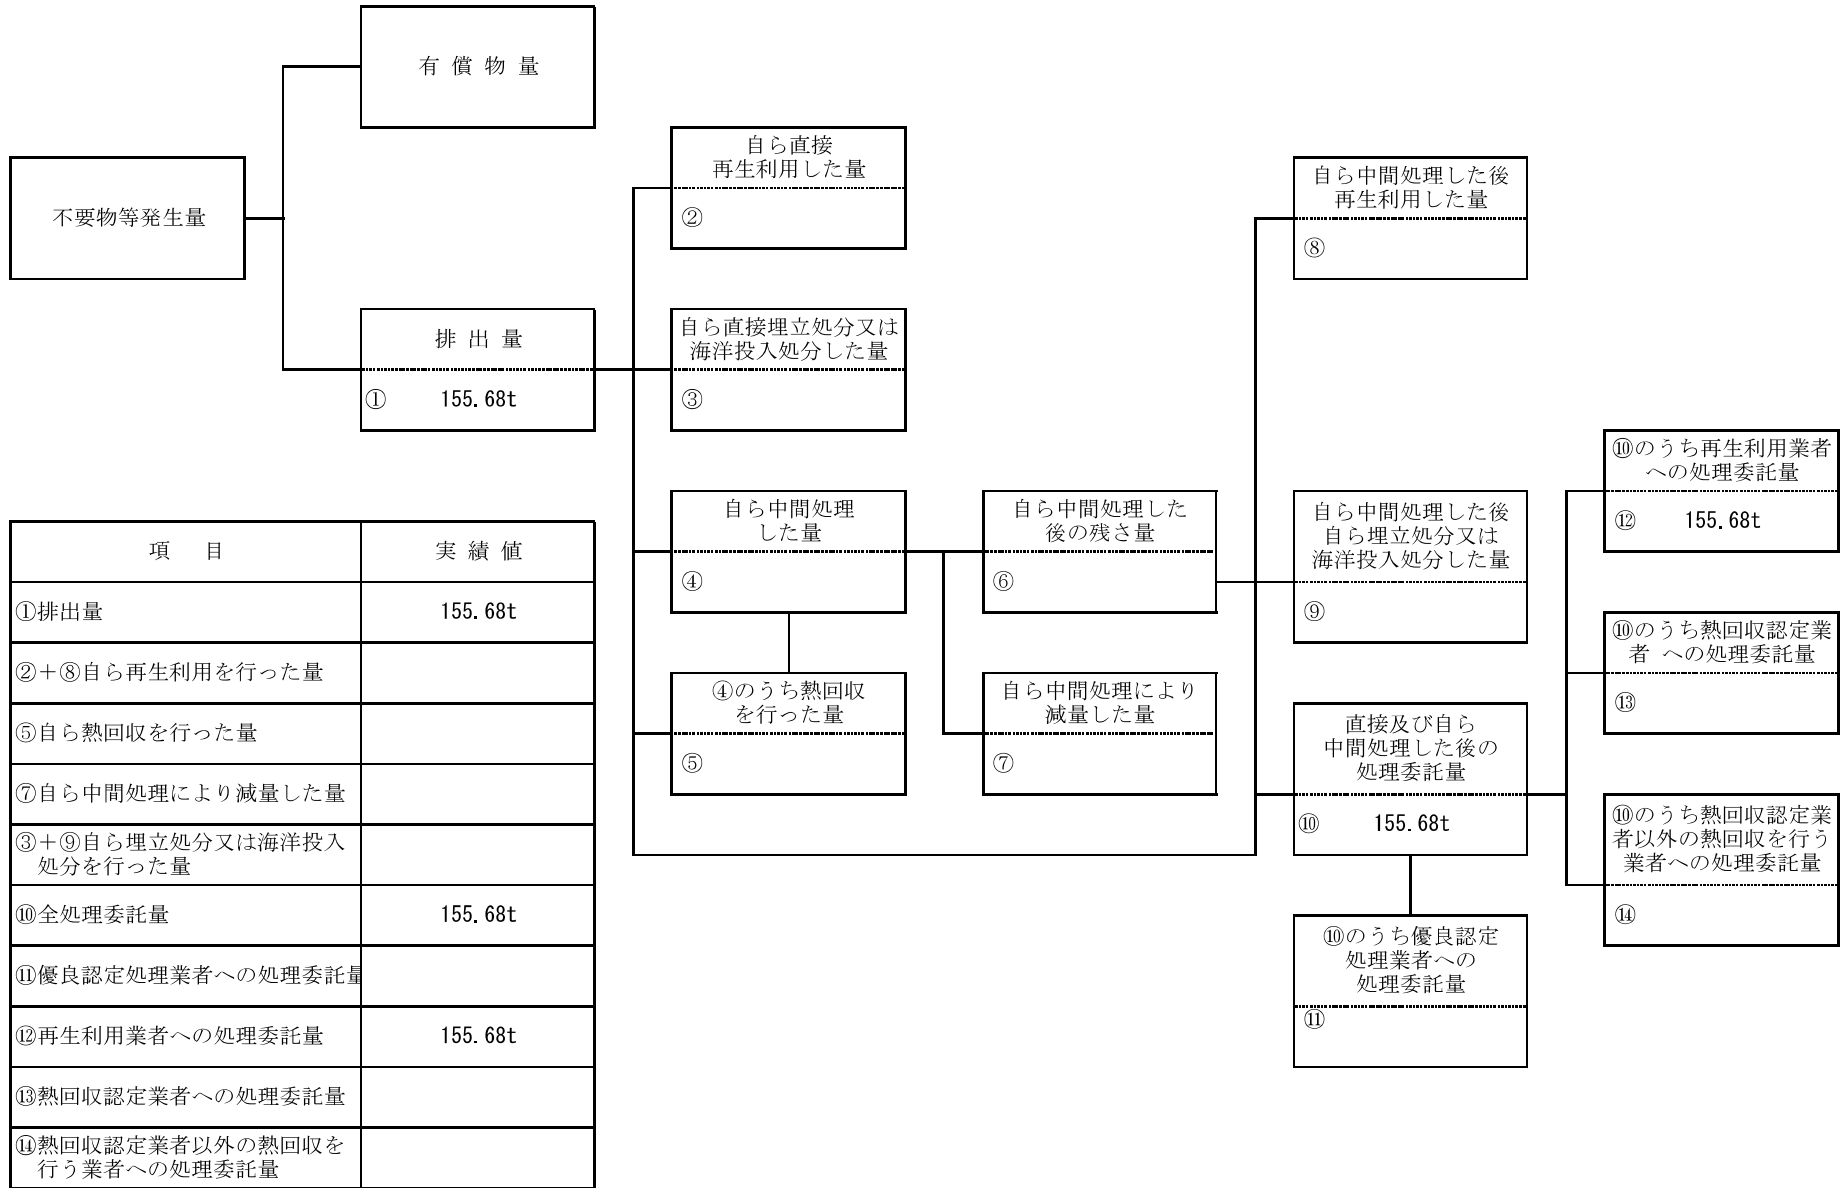 有 償 物 量
不要物等発生量
排 出 量
① 155.68t
自ら直接
再生利用した量
②
自ら直接埋立処分又は
海洋投入処分した量
③
自ら中間処理
した量
④
④のうち熱回収
を行った量
⑤
自ら中間処理した
後の残さ量
⑥
自ら中間処理により
減量した量
⑦
自ら中間処理した後
再生利用した量
⑧
自ら中間処理した後
自ら埋立処分又は
海洋投入処分した量
⑨
直接及び自ら
中間処理した後の
処理委託量
⑩ 155.68t
⑩のうち優良認定
処理業者への
処理委託量
⑪
⑩のうち再生利用業者
への処理委託量
⑫ 155.68t
⑩のうち熱回収認定業
者 への処理委託量
⑬
⑩のうち熱回収認定業
者以外の熱回収を行う
業者への処理委託量
⑭
項 目 実 績 値
①排出量 155.68t
②+⑧自ら再生利用を行った量
⑤自ら熱回収を行った量
⑦自ら中間処理により減量した量
③+⑨自ら埋立処分又は海洋投入
処分を行った量
⑩全処理委託量 155.68t
⑪優良認定処理業者への処理委託量
⑫再生利用業者への処理委託量 155.68t
⑬熱回収認定業者への処理委託量
⑭熱回収認定業者以外の熱回収を
行う業者への処理委託量